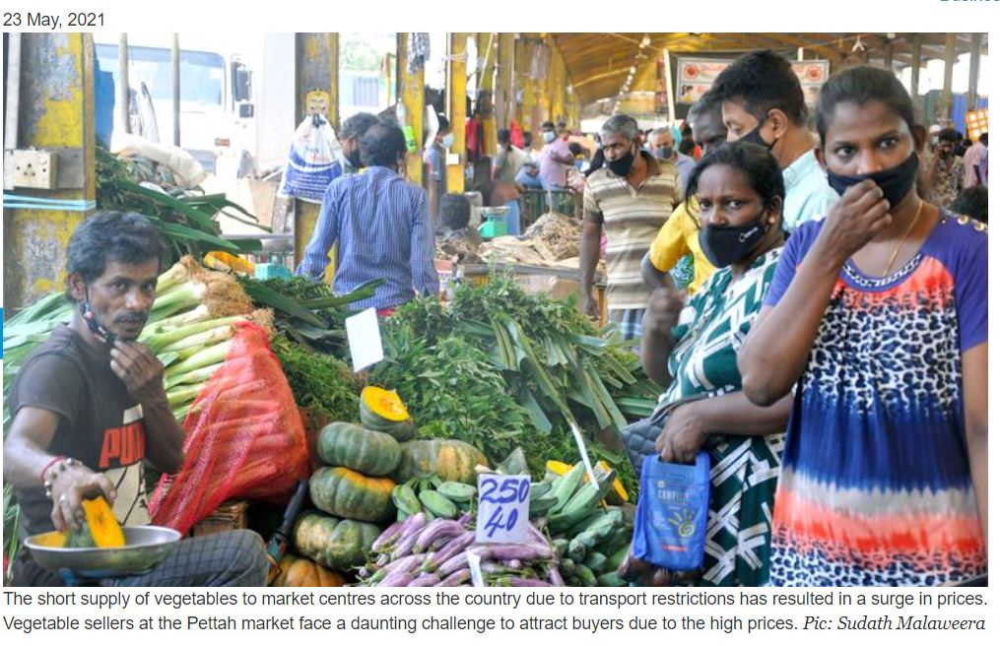 23 May, 2021
PUMA
250
40
The short supply of vegetables to market centres across the country due to transport restrictions has resulted in a surge in prices.
Vegetable sellers at the Pettah market face a daunting challenge to attract buyers due to the high prices. Pic: Sudath Malaweera